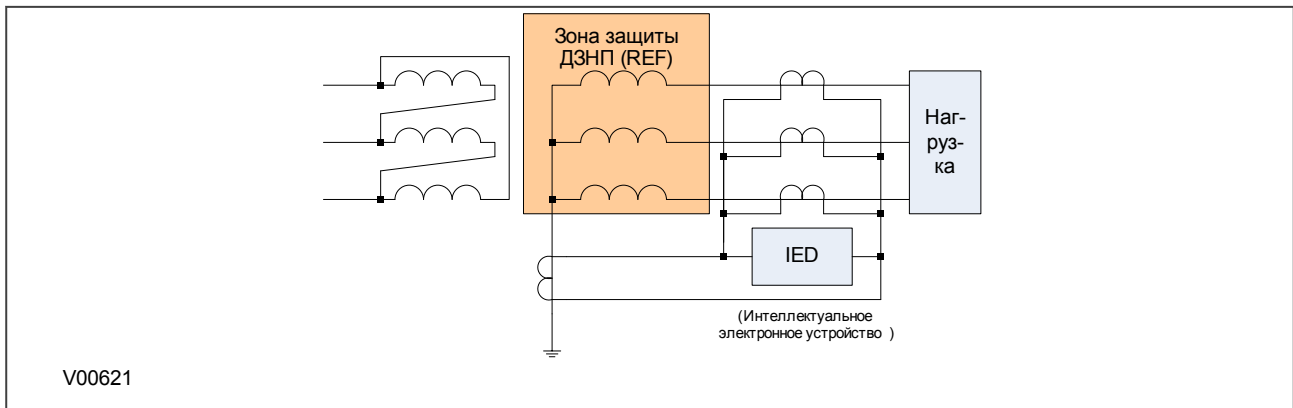 Зона защиты
ДЗНП (REF)
Наг-
руз-
ка
IED
(Интеллектуальное
электронное устройство )
V00621